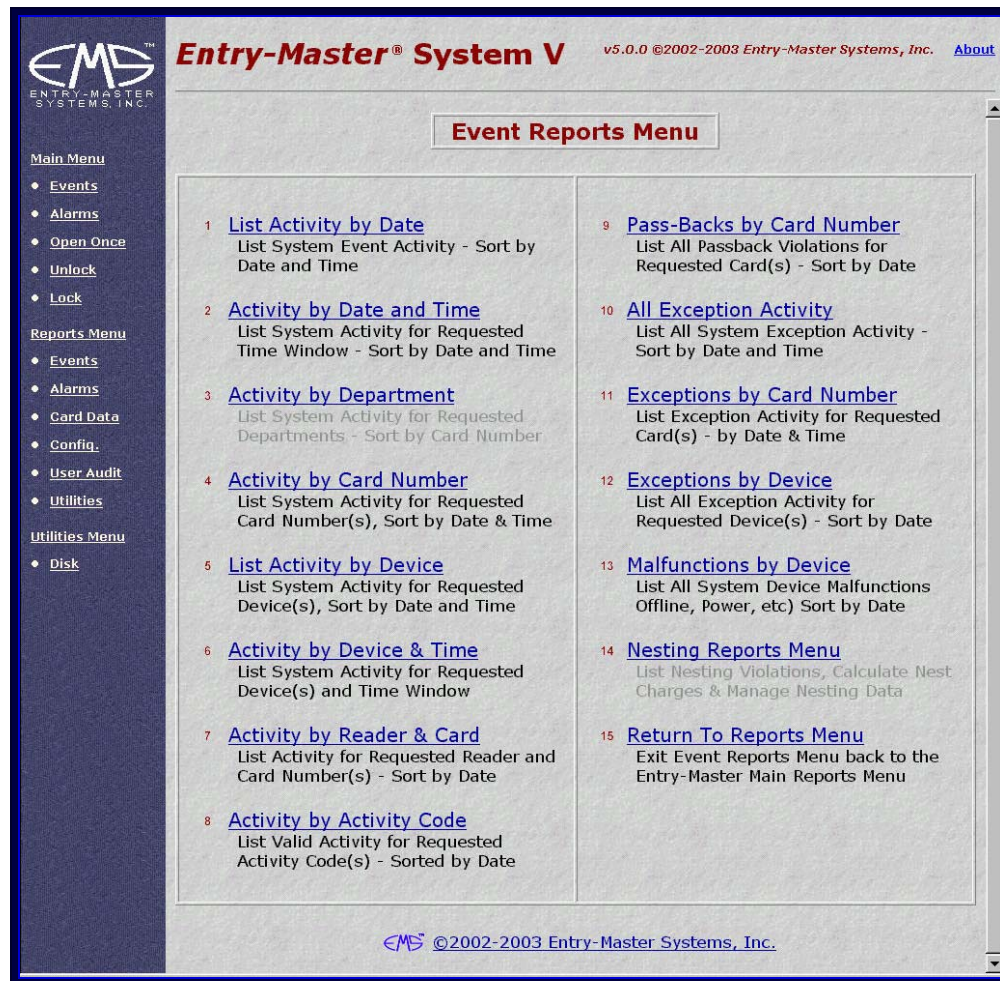 EMS™
ENTRY-MASTER
SYSTEMS, INC.
Entry-Master® System V
v5.0.0 ©2002-2003 Entry-Master Systems, Inc.
About
Main Menu
Events
Alarms
Open Once
Unlock
Lock
Reports Menu
Events
Alarms
Card Data
Config.
User Audit
Utilities
Utilities Menu
Disk
Event Reports Menu
1 List Activity by Date
List System Event Activity - Sort by
Date and Time
2 Activity by Date and Time
List System Activity for Requested
Time Window - Sort by Date and Time
3 Activity by Department
List System Activity for Requested
Departments - Sort by Card Number
4 Activity by Card Number
List System Activity for Requested
Card Number(s), Sort by Date & Time
5 List Activity by Device
List System Activity for Requested
Device(s), Sort by Date and Time
6 Activity by Device & Time
List System Activity for Requested
Device(s) and Time Window
7 Activity by Reader & Card
List Activity for Requested Reader and
Card Number(s) - Sort by Date
8 Activity by Activity Code
List Valid Activity for Requested
Activity Code(s) - Sorted by Date
9 Pass-Backs by Card Number
List All Passback Violations for
Requested Card(s) - Sort by Date
10 All Exception Activity
List All System Exception Activity -
Sort by Date and Time
11 Exceptions by Card Number
List Exception Activity for Requested
Card(s) - by Date & Time
12 Exceptions by Device
List All Exception Activity for
Requested Device(s) - Sort by Date
13 Malfunctions by Device
List All System Device Malfunctions
Offline, Power, etc) Sort by Date
14 Nesting Reports Menu
List Nesting Violations, Calculate Nest
Charges & Manage Nesting Data
15 Return To Reports Menu
Exit Event Reports Menu back to the
Entry-Master Main Reports Menu
EMS™ ©2002-2003 Entry-Master Systems, Inc.